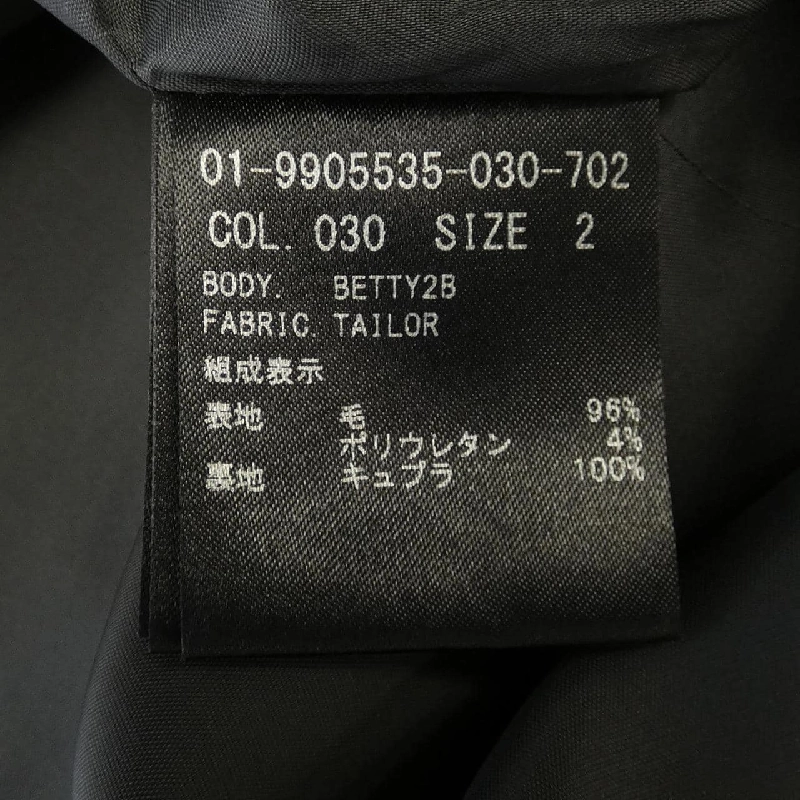 01-9905535-030-702
COL. 030 SIZE 2
BODY. BETTY2B
FABRIC. TAILOR
組成表示
表地 毛 96%
ポリウレタン 4%
裏地 キュプラ 100%